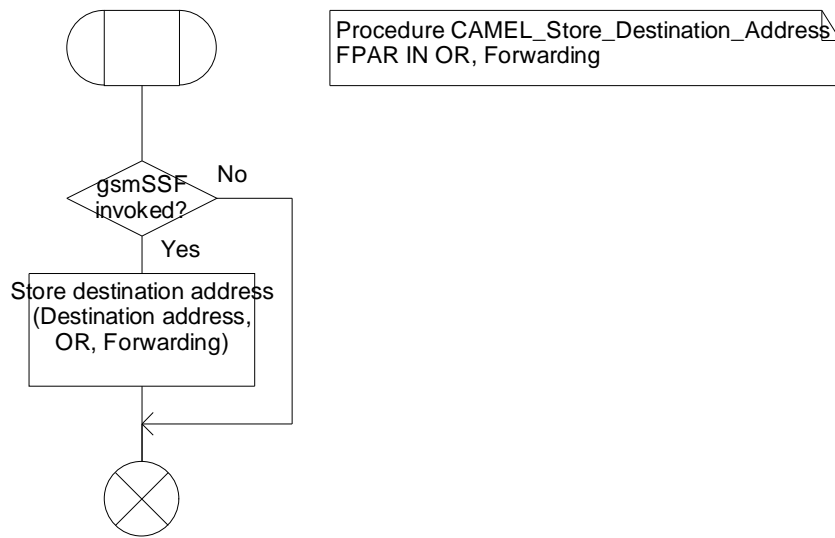 Procedure CAMEL_Store_Destination_Address
FPAR IN OR, Forwarding
gsmSSF
invoked?
No
Yes
Store destination address
(Destination address,
OR, Forwarding)